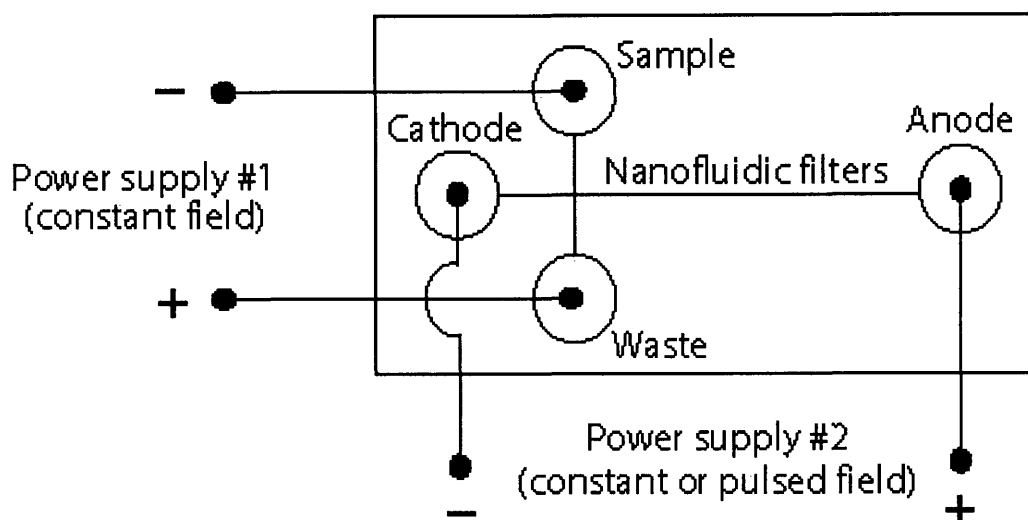 Sample
−
Cathode
Anode
Power supply #1
(constant field)
Nanofluidic filters
+
Waste
Power supply #2
(constant or pulsed field)
−
+